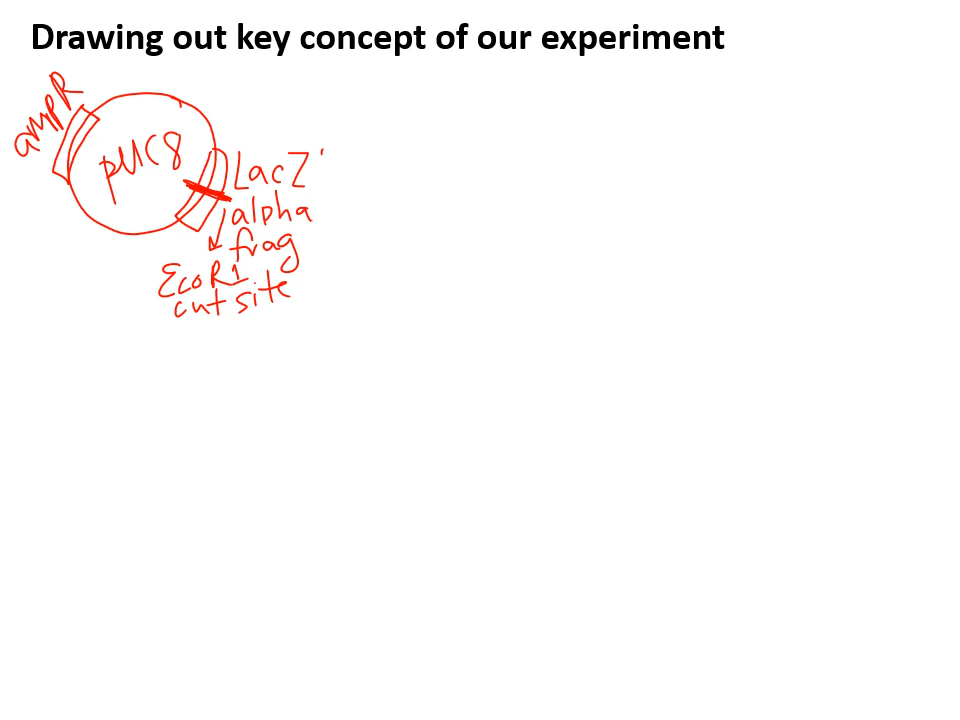 Drawing out key concept of our experiment
ampR
pUC8
LacZ'
alpha
frag
EcoR1
cut site